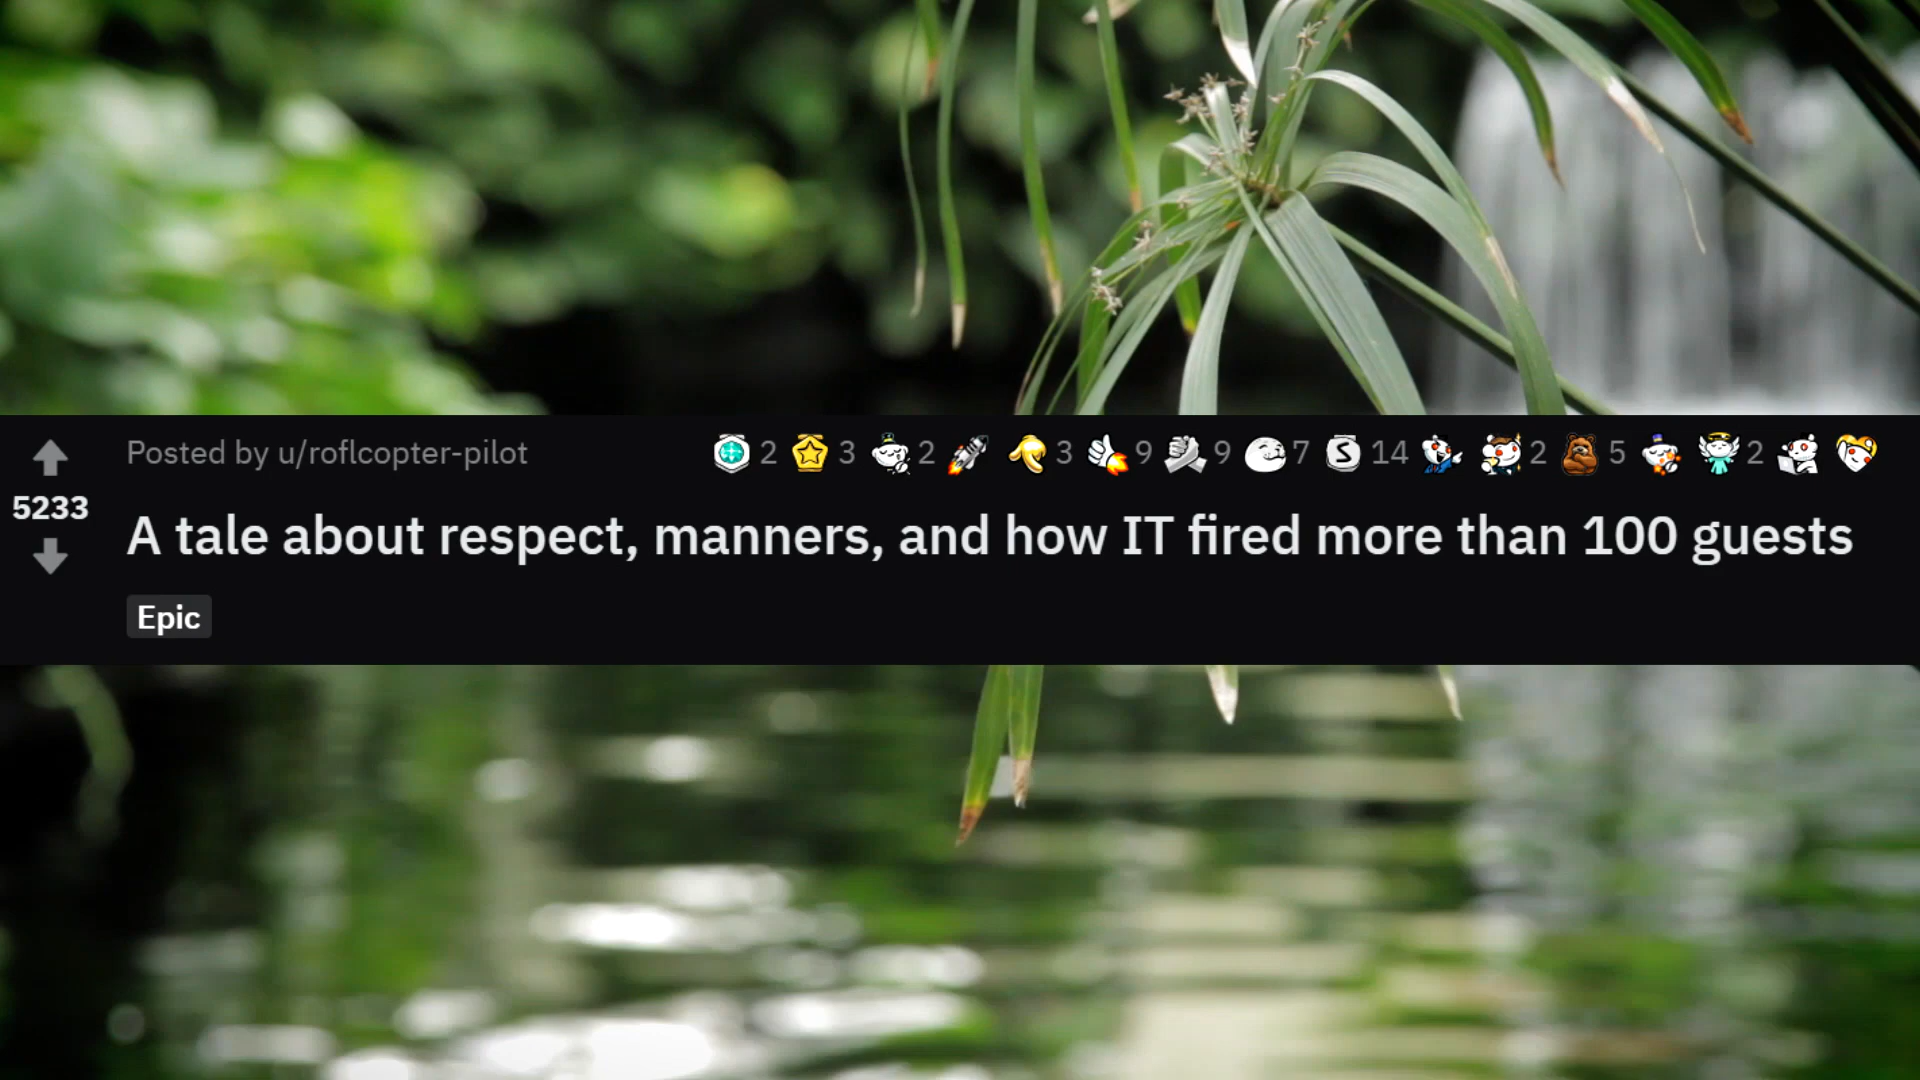 Posted by u/roflcopter-pilot 2 3 2 3 9 9 7 S 14 2 5 2
5233
A tale about respect, manners, and how IT fired more than 100 guests
Epic